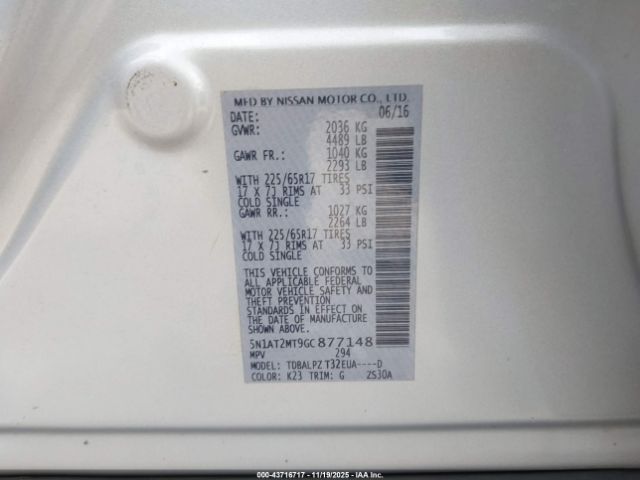 MFD BY NISSAN MOTOR CO., LTD.
DATE: 06/16
GVWR: 2036 KG
4489 LB
GAWR FR.: 1040 KG
2293 LB
WITH 225/65R17 TIRES
17 X 7J RIMS AT 33 PSI
COLD SINGLE
GAWR RR.: 1027 KG
2264 LB
WITH 225/65R17 TIRES
17 X 7J RIMS AT 33 PSI
COLD SINGLE
THIS VEHICLE CONFORMS TO
ALL APPLICABLE FEDERAL
MOTOR VEHICLE SAFETY AND
THEFT PREVENTION
STANDARDS IN EFFECT ON
THE DATE OF MFR. SHOWN
ABOVE.
5N1AT2MT9GC877148
MPV 294
MODEL: TDBALPZ T32EUA----D
COLOR: K23 TRIM: G ZS30A
000-43716717 - 11/19/2025 - IAA Inc.